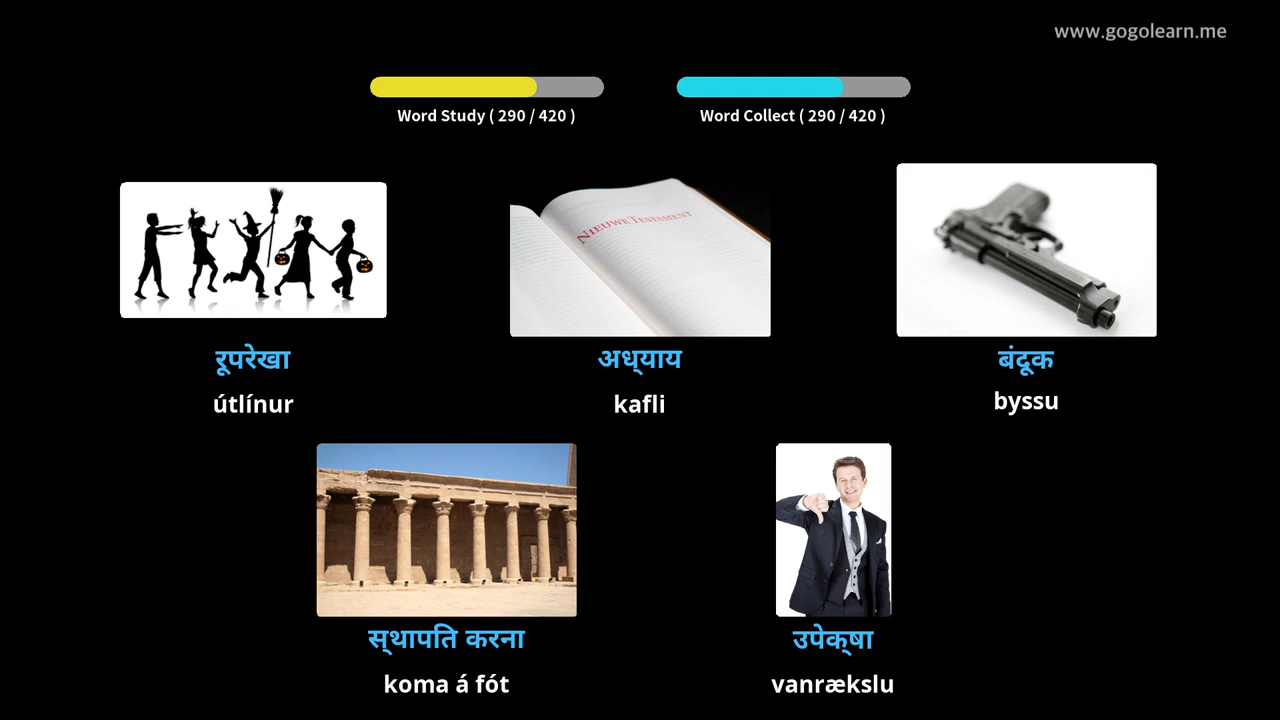 www.gogolearn.me
Word Study ( 290 / 420 )
Word Collect ( 290 / 420 )
NIEUWE TESTAMENT
रूपरेखा
útlínur
अध्याय
kafli
बंदूक
byssu
स्थापति करना
koma á fót
उपेक्षा
vanrækslu